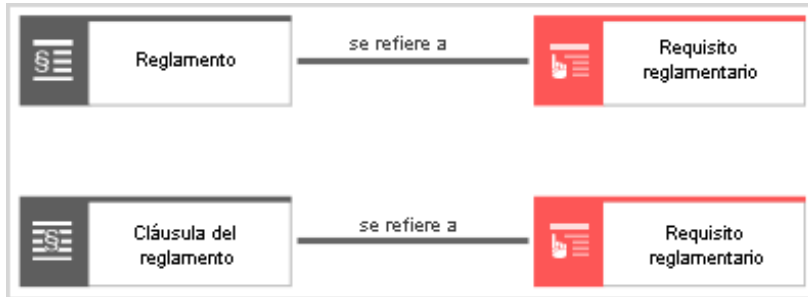 Reglamento
se refiere a
Requisito
reglamentario
Cláusula del
reglamento
se refiere a
Requisito
reglamentario